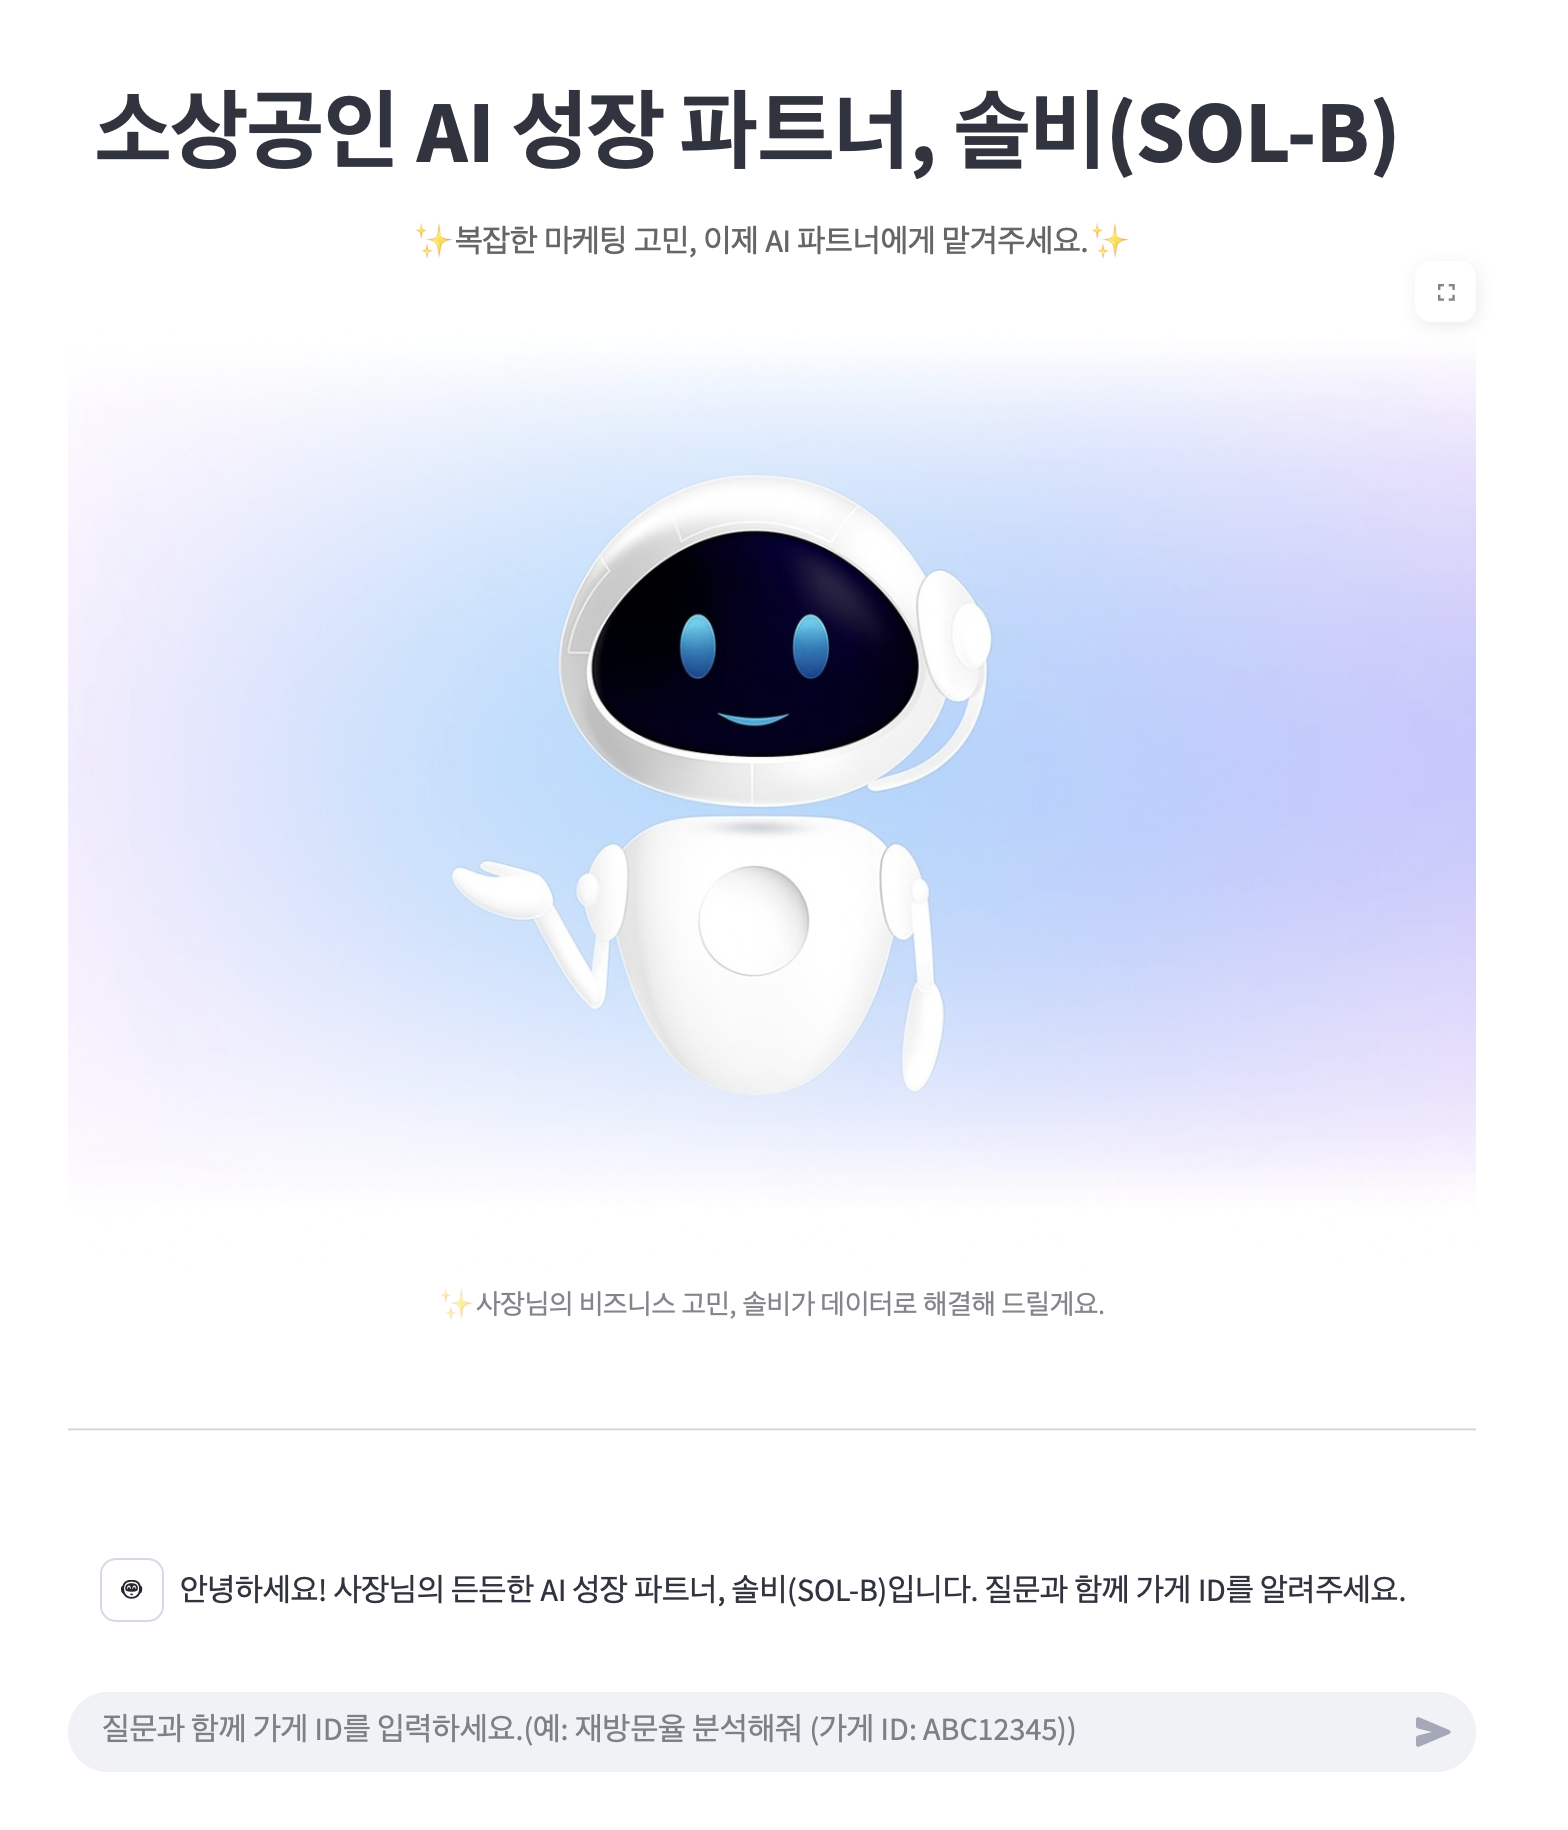 소상공인 AI 성장 파트너, 솔비(SOL-B)
✨복잡한 마케팅 고민, 이제 AI 파트너에게 맡겨주세요.✨
✨사장님의 비즈니스 고민, 솔비가 데이터로 해결해 드릴게요.
안녕하세요! 사장님의 든든한 AI 성장 파트너, 솔비(SOL-B)입니다. 질문과 함께 가게 ID를 알려주세요.
질문과 함께 가게 ID를 입력하세요.(예: 재방문율 분석해줘 (가게 ID: ABC12345))